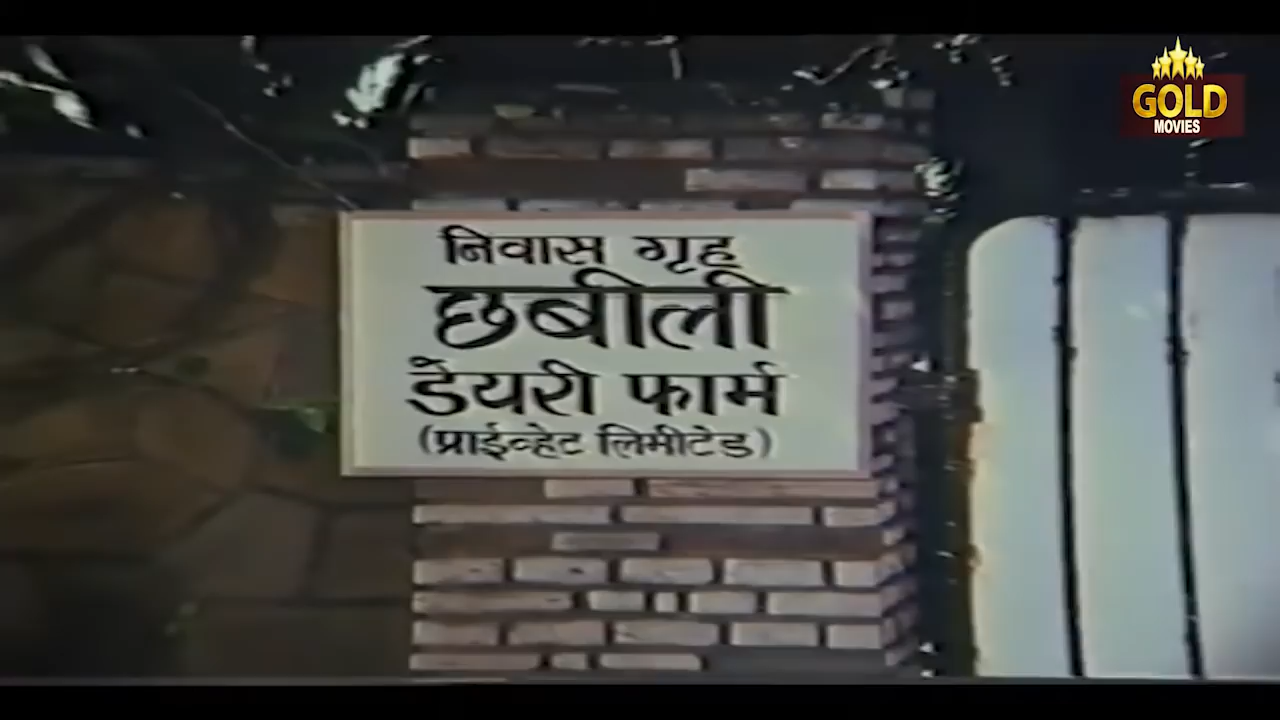 GOLD
MOVIES
निवास गृह
छबीली
डेयरी फार्म
(प्राईव्हेट लिमीटेड)